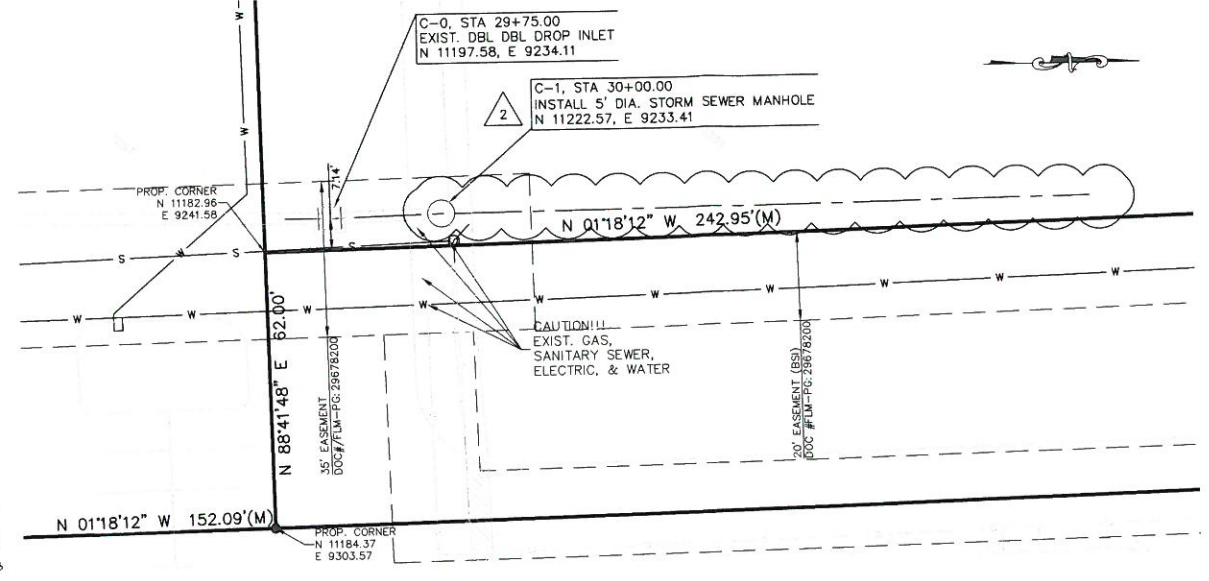 C-0, STA 29+75.00
EXIST. DBL DBL DROP INLET
N 11197.58, E 9234.11
C-1, STA 30+00.00
INSTALL 5' DIA. STORM SEWER MANHOLE
N 11222.57, E 9233.41
2
W
W
7.14'
PROP. CORNER
N 11182.96
E 9241.58
N 01°18'12" W 242.95'(M)
S
S
S
W
W
W
W
W
W
W
W
W
W
CAUTION!!!
EXIST. GAS,
SANITARY SEWER,
ELECTRIC, & WATER
N 88°41'48" E 62.00'
35' EASEMENT
DOC#/FLM-PG: 29678200
20' EASEMENT (BSI)
DOC #FLM-PG: 29678200
N 01°18'12" W 152.09'(M)
PROP. CORNER
N 11184.37
E 9303.57